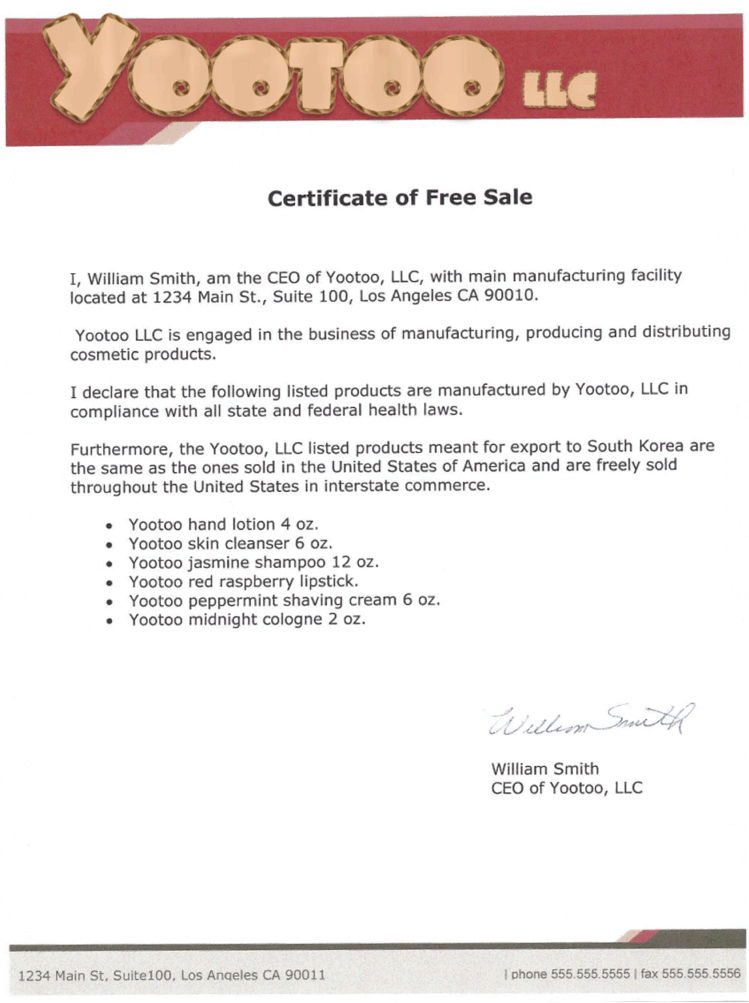 YOOTOO LLC
Certificate of Free Sale
I, William Smith, am the CEO of Yootoo, LLC, with main manufacturing facility
located at 1234 Main St., Suite 100, Los Angeles CA 90010.
Yootoo LLC is engaged in the business of manufacturing, producing and distributing
cosmetic products.
I declare that the following listed products are manufactured by Yootoo, LLC in
compliance with all state and federal health laws.
Furthermore, the Yootoo, LLC listed products meant for export to South Korea are
the same as the ones sold in the United States of America and are freely sold
throughout the United States in interstate commerce.
• Yootoo hand lotion 4 oz.
• Yootoo skin cleanser 6 oz.
• Yootoo jasmine shampoo 12 oz.
• Yootoo red raspberry lipstick.
• Yootoo peppermint shaving cream 6 oz.
• Yootoo midnight cologne 2 oz.
William Smith
William Smith
CEO of Yootoo, LLC
1234 Main St, Suite100, Los Angeles CA 90011 | phone 555.555.5555 | fax 555.555.5556